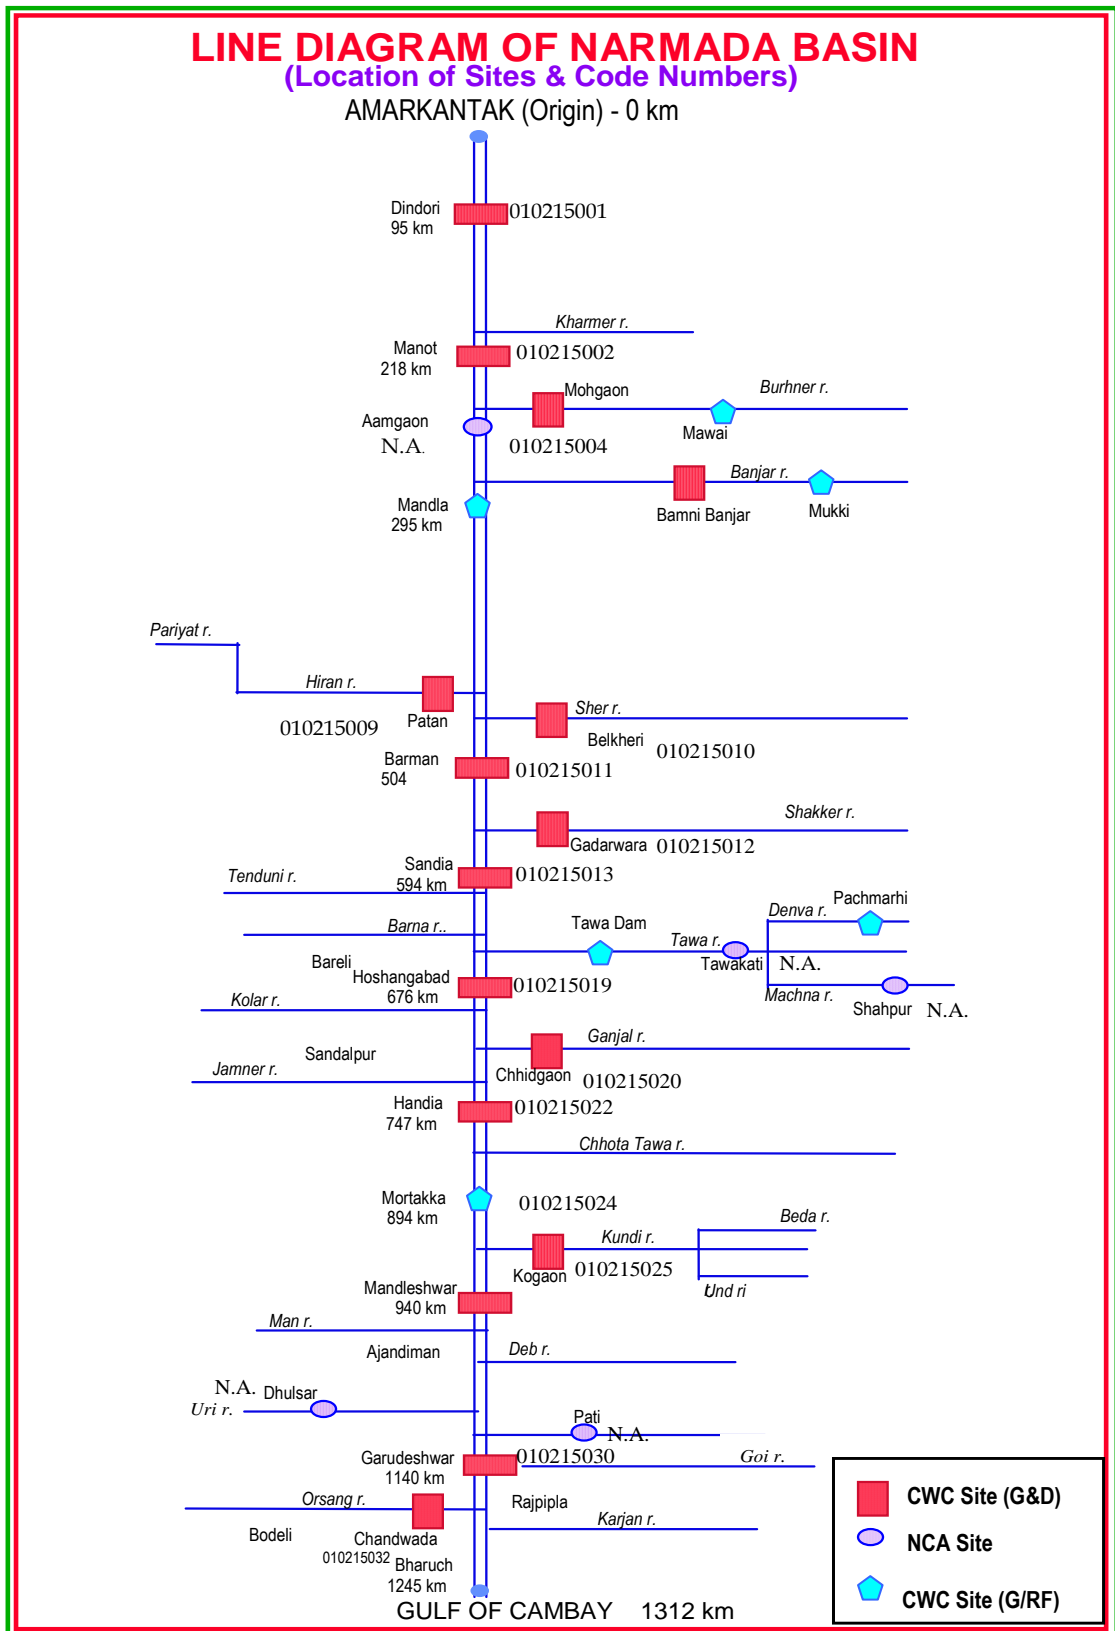 LINE DIAGRAM OF NARMADA BASIN
(Location of Sites & Code Numbers)
AMARKANTAK (Origin) - 0 km
Dindori
95 km
010215001
Kharmer r.
Manot
218 km
010215002
Mohgaon
Burhner r.
Aamgaon
N.A.
010215004
Mawai
Banjar r.
Mandla
295 km
Bamni Banjar
Mukki
Pariyat r.
Hiran r.
010215009
Patan
Sher r.
Belkheri
010215010
Barman
504
010215011
Shakker r.
Gadarwara
010215012
Sandia
594 km
010215013
Tenduni r.
Pachmarhi
Denva r.
Barna r..
Tawa Dam
Tawa r.
Bareli
Tawakati
N.A.
Hoshangabad
676 km
010215019
Machna r.
Kolar r.
Shahpur
N.A.
Ganjal r.
Sandalpur
Jamner r.
Chhidgaon
010215020
Handia
747 km
010215022
Chhota Tawa r.
Mortakka
894 km
010215024
Beda r.
Kundi r.
Kogaon
010215025
Und ri
Mandleshwar
940 km
Man r.
Ajandiman
Deb r.
N.A.
Dhulsar
Uri r.
Pati
N.A.
Garudeshwar
1140 km
010215030
Goi r.
Orsang r.
Rajpipla
Bodeli
Chandwada
010215032
Karjan r.
Bharuch
1245 km
GULF OF CAMBAY 1312 km
CWC Site (G&D)
NCA Site
CWC Site (G/RF)